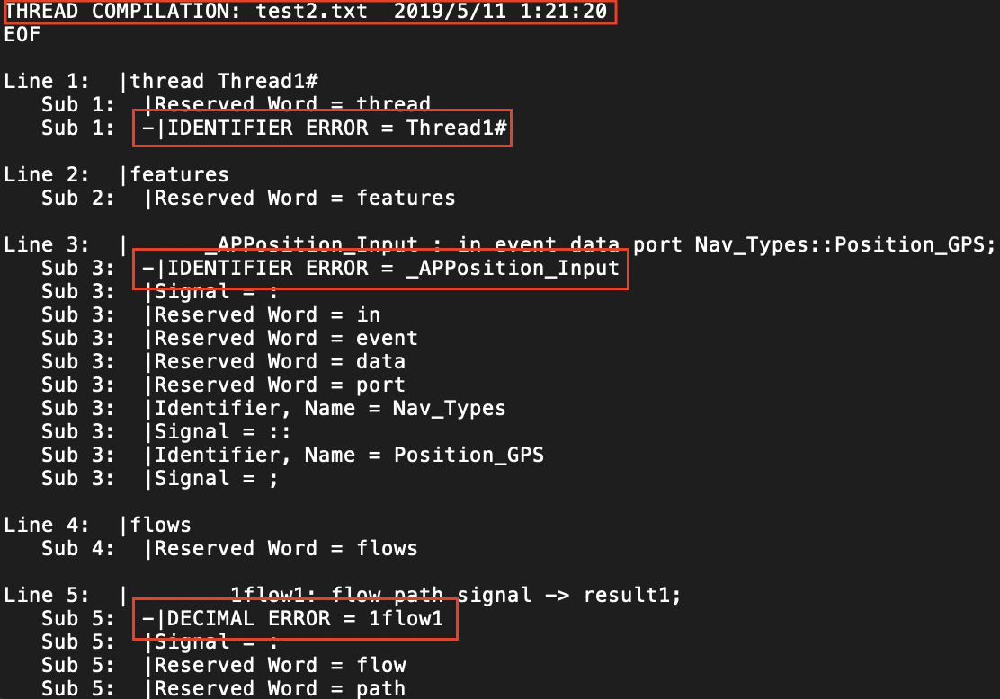 THREAD COMPILATION: test2.txt  2019/5/11 1:21:20
EOF
Line 1:  |thread Thread1#
Sub 1:  |Reserved Word = thread
Sub 1:  -|IDENTIFIER ERROR = Thread1#
Line 2:  |features
Sub 2:  |Reserved Word = features
Line 3:  |      _APPosition_Input : in event data port Nav_Types::Position_GPS;
Sub 3:  -|IDENTIFIER ERROR = _APPosition_Input
Sub 3:  |Signal = :
Sub 3:  |Reserved Word = in
Sub 3:  |Reserved Word = event
Sub 3:  |Reserved Word = data
Sub 3:  |Reserved Word = port
Sub 3:  |Identifier, Name = Nav_Types
Sub 3:  |Signal = ::
Sub 3:  |Identifier, Name = Position_GPS
Sub 3:  |Signal = ;
Line 4:  |flows
Sub 4:  |Reserved Word = flows
Line 5:  |        1flow1: flow path signal -> result1;
Sub 5:  -|DECIMAL ERROR = 1flow1
Sub 5:  |Signal = :
Sub 5:  |Reserved Word = flow
Sub 5:  |Reserved Word = path